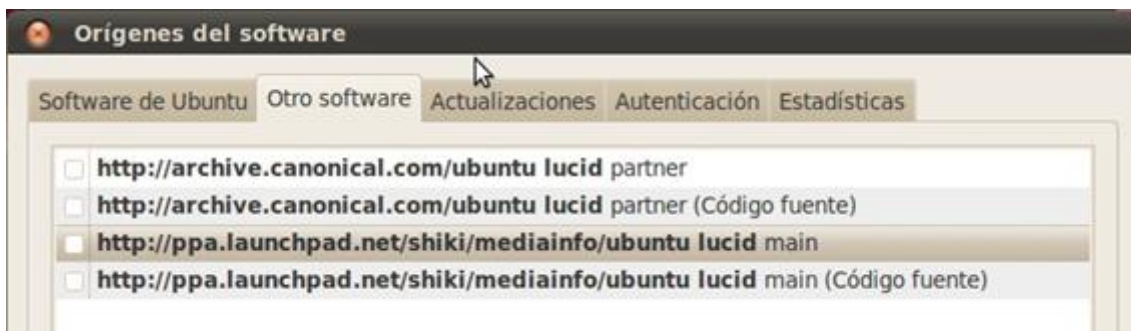 Orígenes del software
Software de Ubuntu Otro software Actualizaciones Autenticación Estadísticas
http://archive.canonical.com/ubuntu lucid partner
http://archive.canonical.com/ubuntu lucid partner (Código fuente)
http://ppa.launchpad.net/shiki/mediainfo/ubuntu lucid main
http://ppa.launchpad.net/shiki/mediainfo/ubuntu lucid main (Código fuente)